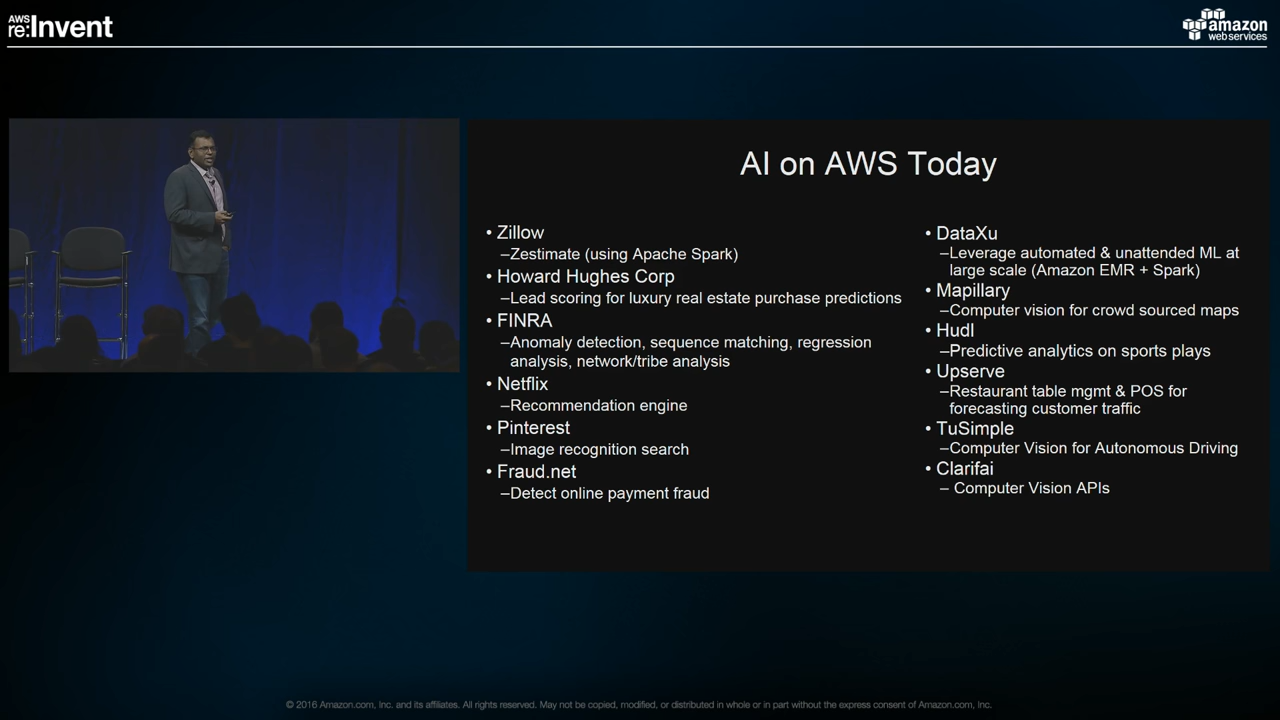 AWS
re:Invent
amazon
web services
AI on AWS Today
• Zillow
–Zestimate (using Apache Spark)
• Howard Hughes Corp
–Lead scoring for luxury real estate purchase predictions
• FINRA
–Anomaly detection, sequence matching, regression
analysis, network/tribe analysis
• Netflix
–Recommendation engine
• Pinterest
–Image recognition search
• Fraud.net
–Detect online payment fraud
• DataXu
–Leverage automated & unattended ML at
large scale (Amazon EMR + Spark)
• Mapillary
–Computer vision for crowd sourced maps
• Hudl
–Predictive analytics on sports plays
• Upserve
–Restaurant table mgmt & POS for
forecasting customer traffic
• TuSimple
–Computer Vision for Autonomous Driving
• Clarifai
– Computer Vision APIs
© 2016 Amazon.com, Inc. and its affiliates. All rights reserved. May not be copied, modified, or distributed in whole or in part without the express consent of Amazon.com, Inc.